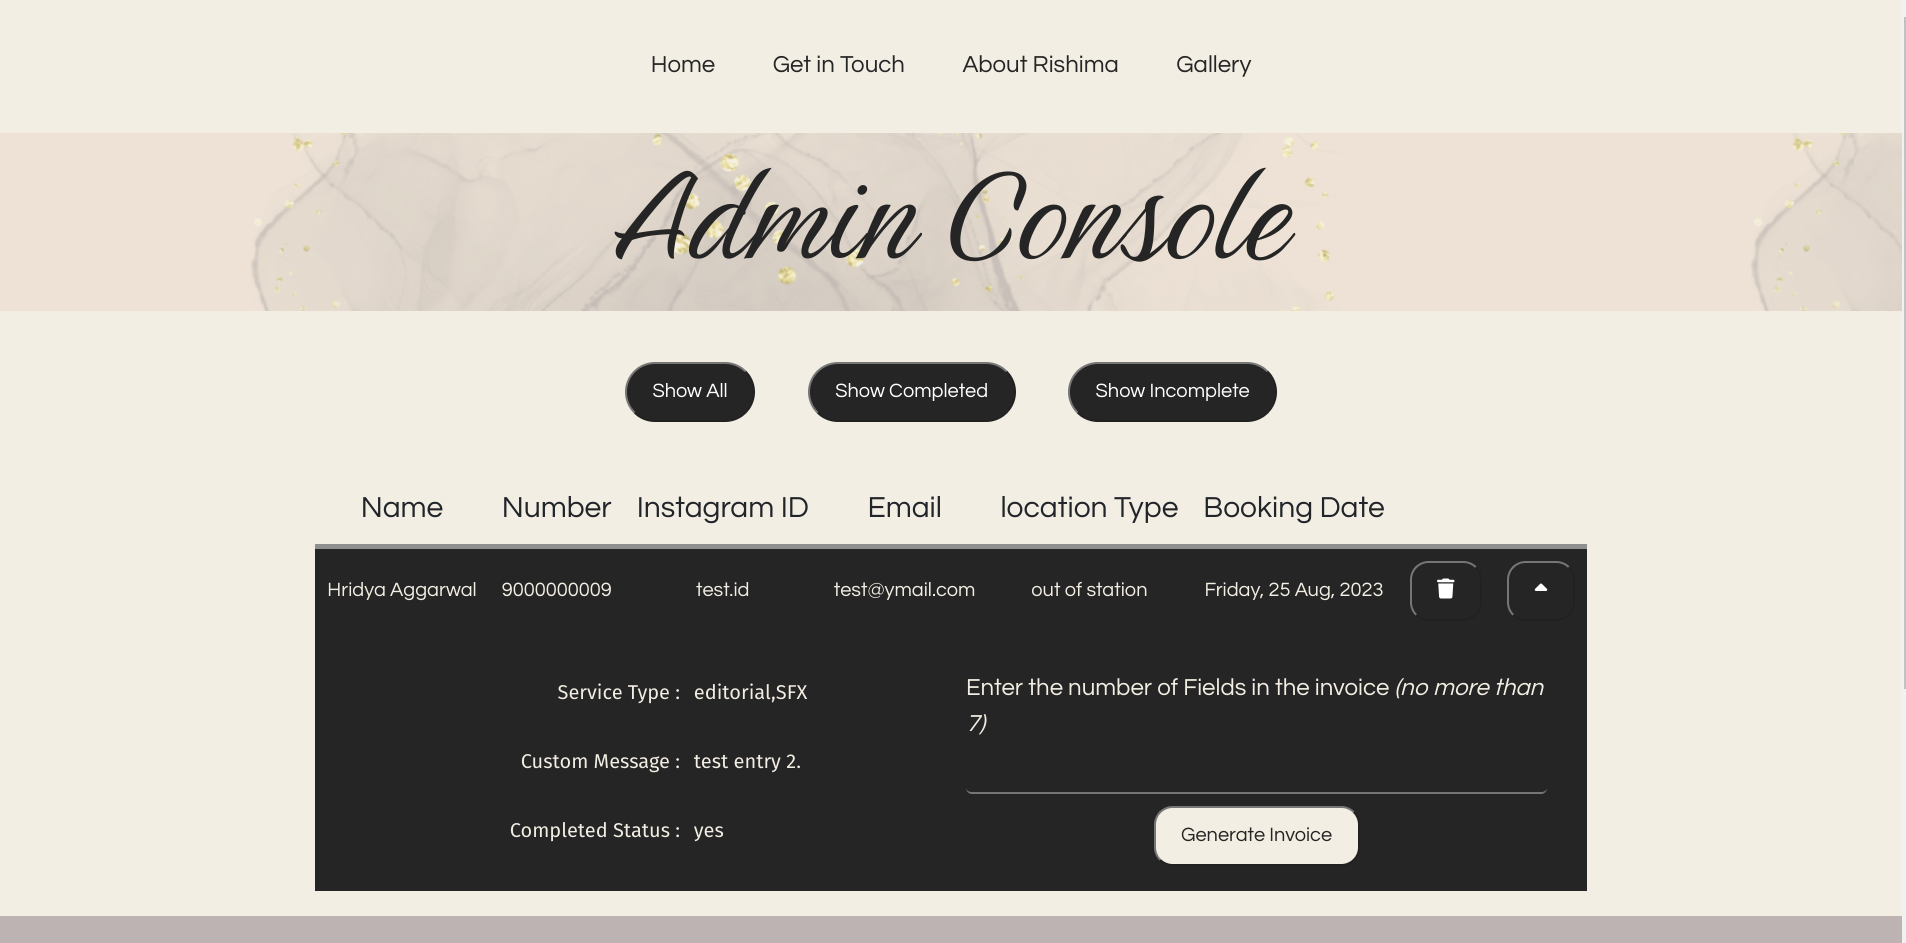 Home Get in Touch About Rishima Gallery
Admin Console
Show All Show Completed Show Incomplete
Name Number Instagram ID Email location Type Booking Date
Hridya Aggarwal 9000000009 test.id test@ymail.com out of station Friday, 25 Aug, 2023
Service Type : editorial,SFX
Custom Message : test entry 2.
Completed Status : yes
Enter the number of Fields in the invoice (no more than
7)
Generate Invoice